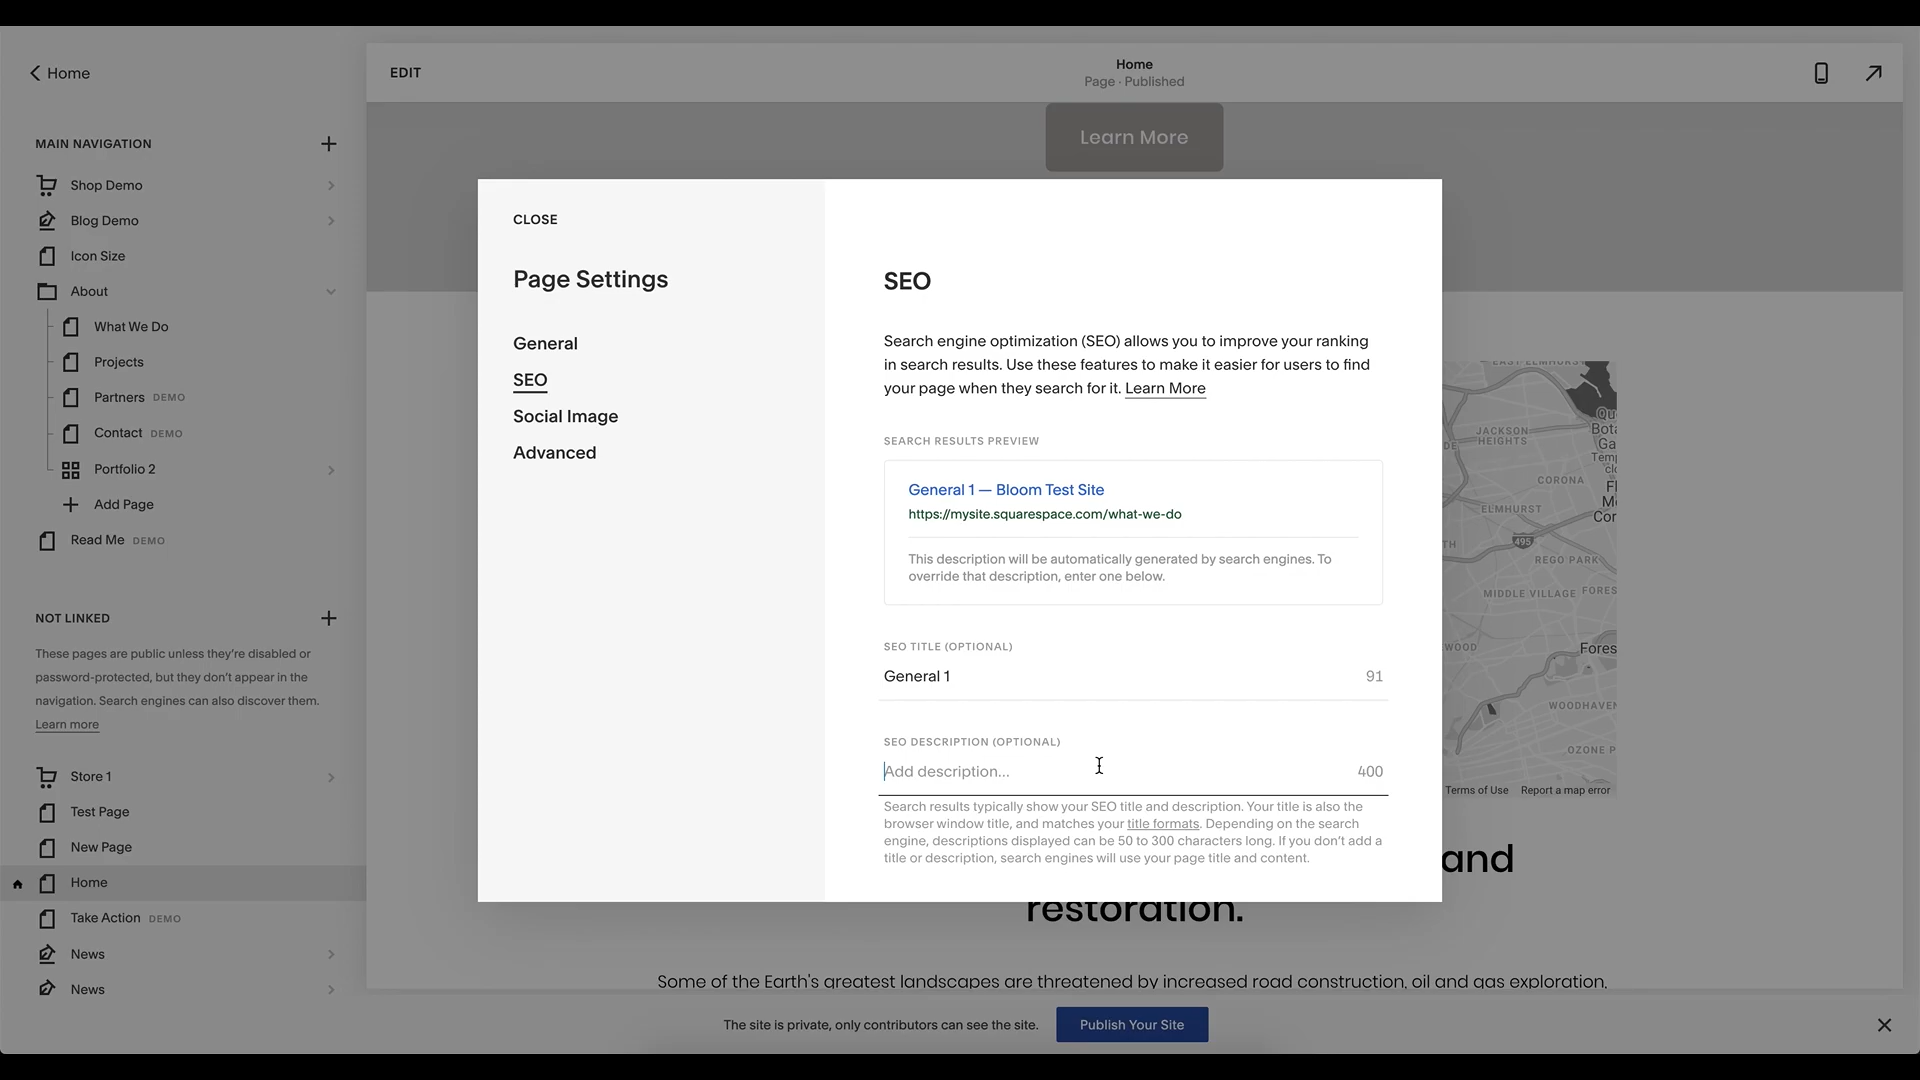 Home
MAIN NAVIGATION
Shop Demo
Blog Demo
Icon Size
About
What We Do
Projects
Partners DEMO
Contact DEMO
Portfolio 2
Add Page
Read Me DEMO
NOT LINKED
These pages are public unless they're disabled or
password-protected, but they don't appear in the
navigation. Search engines can also discover them.
Learn more
Store 1
Test Page
New Page
Home
Take Action DEMO
News
News
EDIT
Home
Page · Published
Learn More
CLOSE
Page Settings
General
SEO
Social Image
Advanced
SEO
Search engine optimization (SEO) allows you to improve your ranking
in search results. Use these features to make it easier for users to find
your page when they search for it. Learn More
SEARCH RESULTS PREVIEW
General 1 — Bloom Test Site
https://mysite.squarespace.com/what-we-do
This description will be automatically generated by search engines. To
override that description, enter one below.
SEO TITLE (OPTIONAL)
General 1 91
SEO DESCRIPTION (OPTIONAL)
Add description... 400
Search results typically show your SEO title and description. Your title is also the
browser window title, and matches your title formats. Depending on the search
engine, descriptions displayed can be 50 to 300 characters long. If you don't add a
title or description, search engines will use your page title and content.
EAST ELMHURST
JACKSON
HEIGHTS
CORONA
ELMHURST
495
REGO PARK
MIDDLE VILLAGE
WOODHAVEN
OZONE P
Terms of Use Report a map error
and
restoration.
Some of the Earth's greatest landscapes are threatened by increased road construction, oil and gas exploration,
The site is private, only contributors can see the site.
Publish Your Site